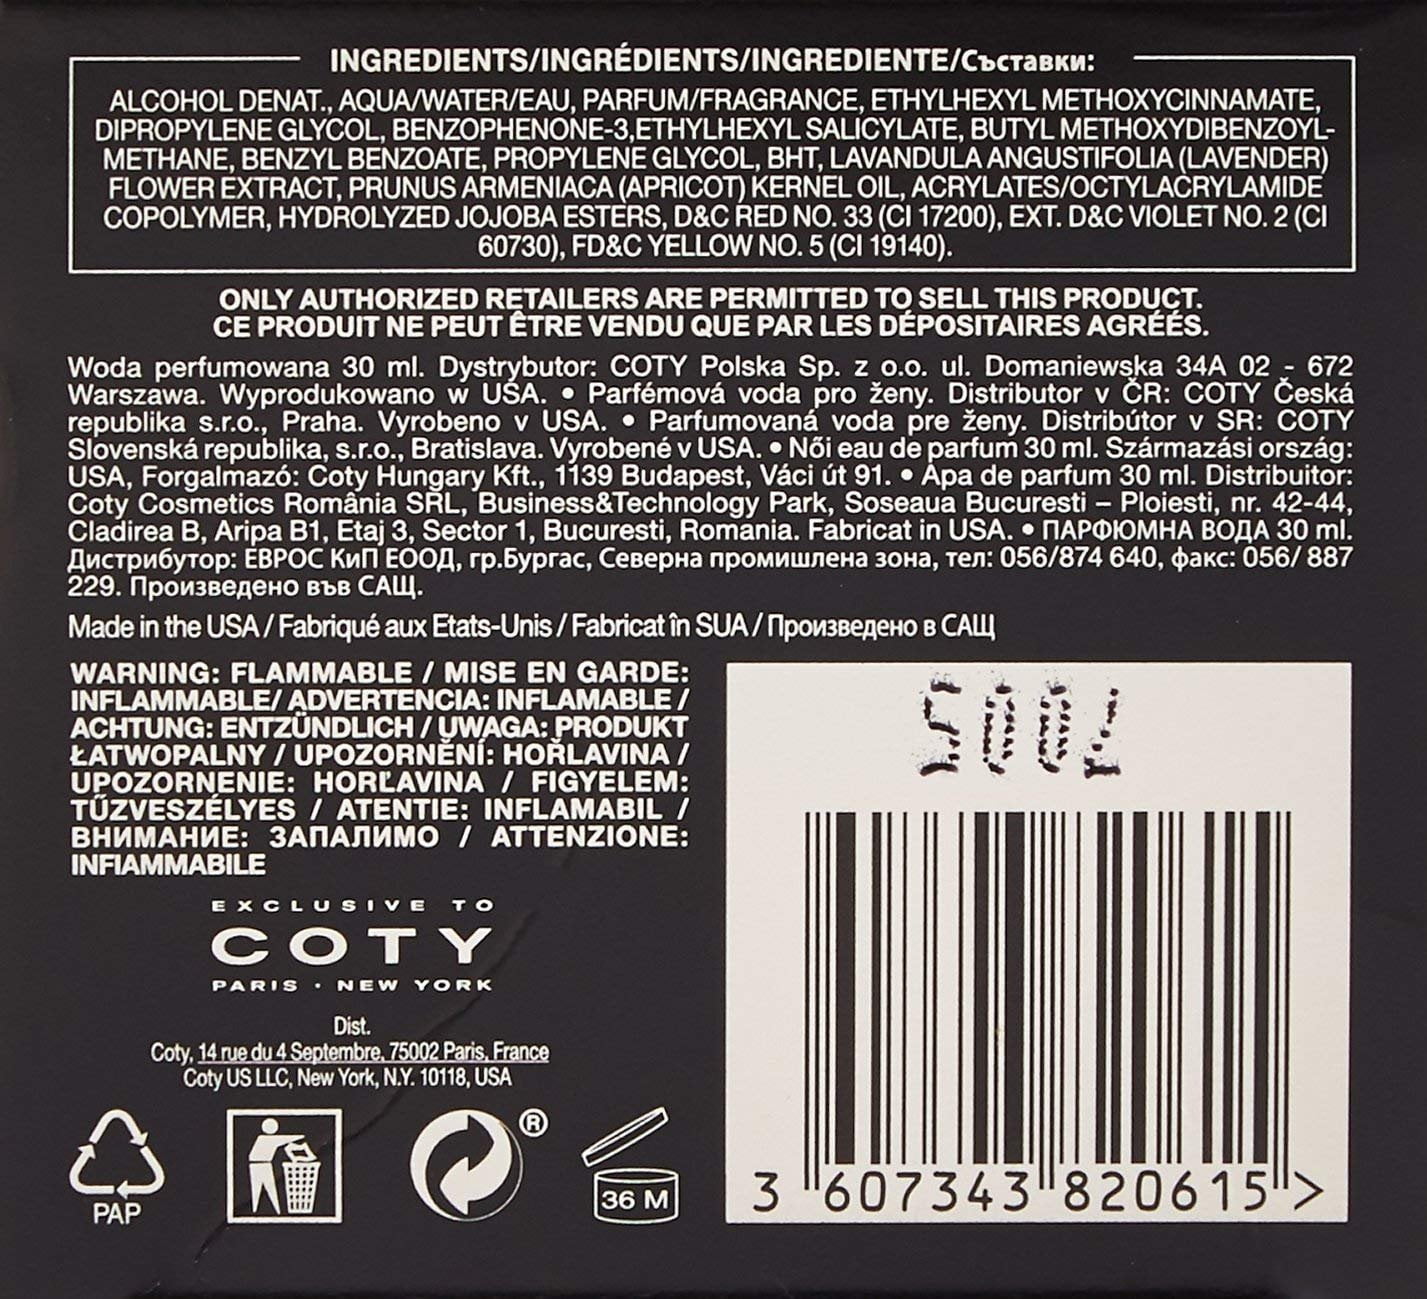 INGREDIENTS/INGRÉDIENTS/INGREDIENTE/Съставки:
ALCOHOL DENAT., AQUA/WATER/EAU, PARFUM/FRAGRANCE, ETHYLHEXYL METHOXYCINNAMATE,
DIPROPYLENE GLYCOL, BENZOPHENONE-3,ETHYLHEXYL SALICYLATE, BUTYL METHOXYDIBENZOYL-
METHANE, BENZYL BENZOATE, PROPYLENE GLYCOL, BHT, LAVANDULA ANGUSTIFOLIA (LAVENDER)
FLOWER EXTRACT, PRUNUS ARMENIACA (APRICOT) KERNEL OIL, ACRYLATES/OCTYLACRYLAMIDE
COPOLYMER, HYDROLYZED JOJOBA ESTERS, D&C RED NO. 33 (CI 17200), EXT. D&C VIOLET NO. 2 (CI
60730), FD&C YELLOW NO. 5 (CI 19140).
ONLY AUTHORIZED RETAILERS ARE PERMITTED TO SELL THIS PRODUCT.
CE PRODUIT NE PEUT ÊTRE VENDU QUE PAR LES DÉPOSITAIRES AGRÉÉS.
Woda perfumowana 30 ml. Dystrybutor: COTY Polska Sp. z o.o. ul. Domaniewska 34A 02 - 672
Warszawa. Wyprodukowano w USA. • Parfémová voda pro ženy. Distributor v ČR: COTY Česká
republika s.r.o., Praha. Vyrobeno v USA. • Parfumovaná voda pre ženy. Distribútor v SR: COTY
Slovenská republika, s.r.o., Bratislava. Vyrobené v USA. • Női eau de parfum 30 ml. Származási ország:
USA, Forgalmazó: Coty Hungary Kft., 1139 Budapest, Váci út 91. • Apa de parfum 30 ml. Distribuitor:
Coty Cosmetics România SRL, Business&Technology Park, Soseaua Bucuresti – Ploiesti, nr. 42-44,
Cladirea B, Aripa B1, Etaj 3, Sector 1, Bucuresti, Romania. Fabricat in USA. • ПАРФЮМНА ВОДА 30 ml.
Дистрибутор: ЕВРОС КиП ЕООД, гр.Бургас, Северна промишлена зона, тел: 056/874 640, факс: 056/ 887
229. Произведено във САЩ.
Made in the USA / Fabriqué aux Etats-Unis / Fabricat în SUA / Произведено в САЩ
WARNING: FLAMMABLE / MISE EN GARDE:
INFLAMMABLE/ ADVERTENCIA: INFLAMABLE /
ACHTUNG: ENTZÜNDLICH / UWAGA: PRODUKT
ŁATWOPALNY / UPOZORNĚNÍ: HOŘLAVINA /
UPOZORNENIE: HORĽAVINA / FIGYELEM:
TŰZVESZÉLYES / ATENTIE: INFLAMABIL /
ВНИМАНИЕ: ЗАПАЛИМО / ATTENZIONE:
INFIAMMABILE
EXCLUSIVE TO
COTY
PARIS · NEW YORK
Dist.
Coty, 14 rue du 4 Septembre, 75002 Paris, France
Coty US LLC, New York, N.Y. 10118, USA
PAP
®
36 M
3 607343 820615 >